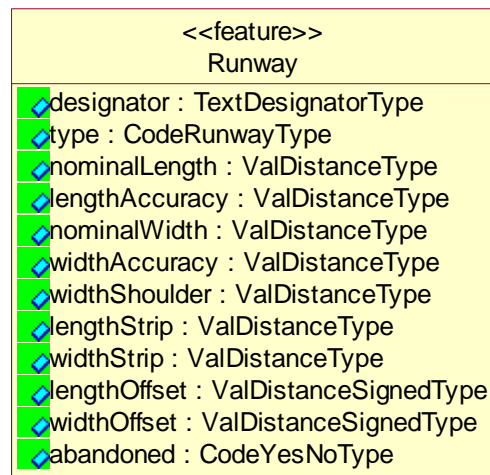 <<feature>>
Runway
designator : TextDesignatorType
type : CodeRunwayType
nominalLength : ValDistanceType
lengthAccuracy : ValDistanceType
nominalWidth : ValDistanceType
widthAccuracy : ValDistanceType
widthShoulder : ValDistanceType
lengthStrip : ValDistanceType
widthStrip : ValDistanceType
lengthOffset : ValDistanceSignedType
widthOffset : ValDistanceSignedType
abandoned : CodeYesNoType